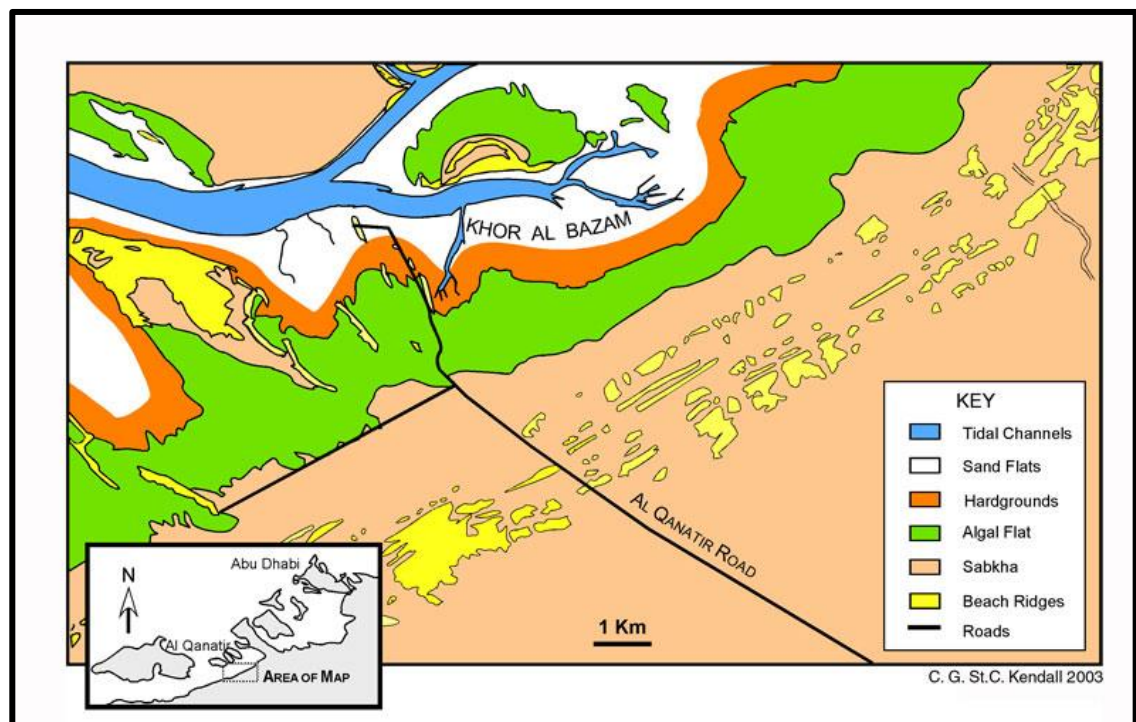 KHOR AL BAZAM
AL QANATIR ROAD
1 Km
KEY
Tidal Channels
Sand Flats
Hardgrounds
Algal Flat
Sabkha
Beach Ridges
Roads
N
Abu Dhabi
Al Qanatir
AREA OF MAP
C. G. St.C. Kendall 2003